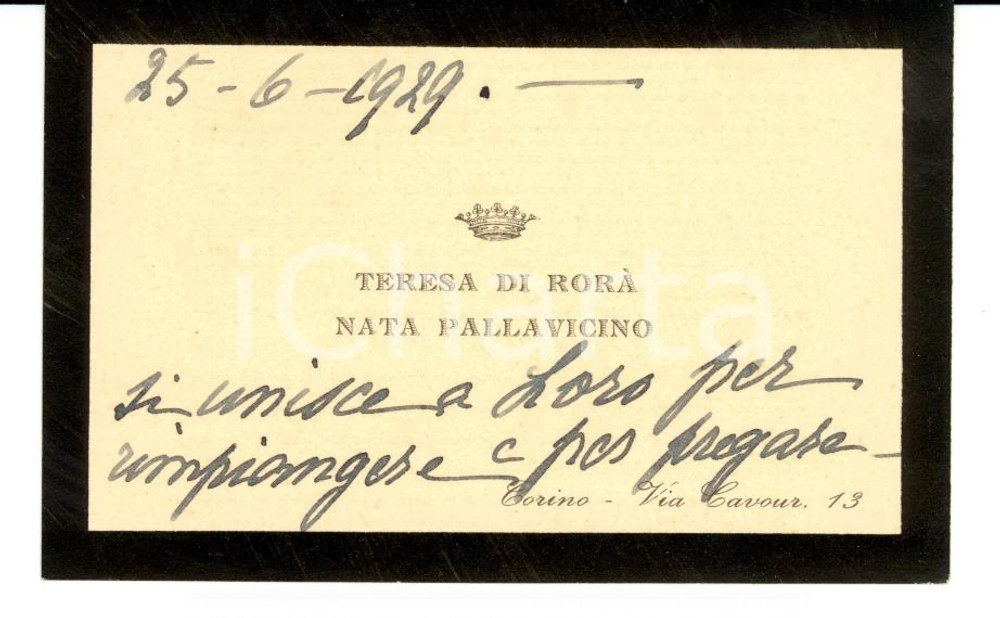 25-6-1929. —
TERESA DI RORÀ
NATA PALLAVICINO
si unisce a Loro per
rimpiangere e per pregare -
Torino - Via Cavour, 13
iCharta